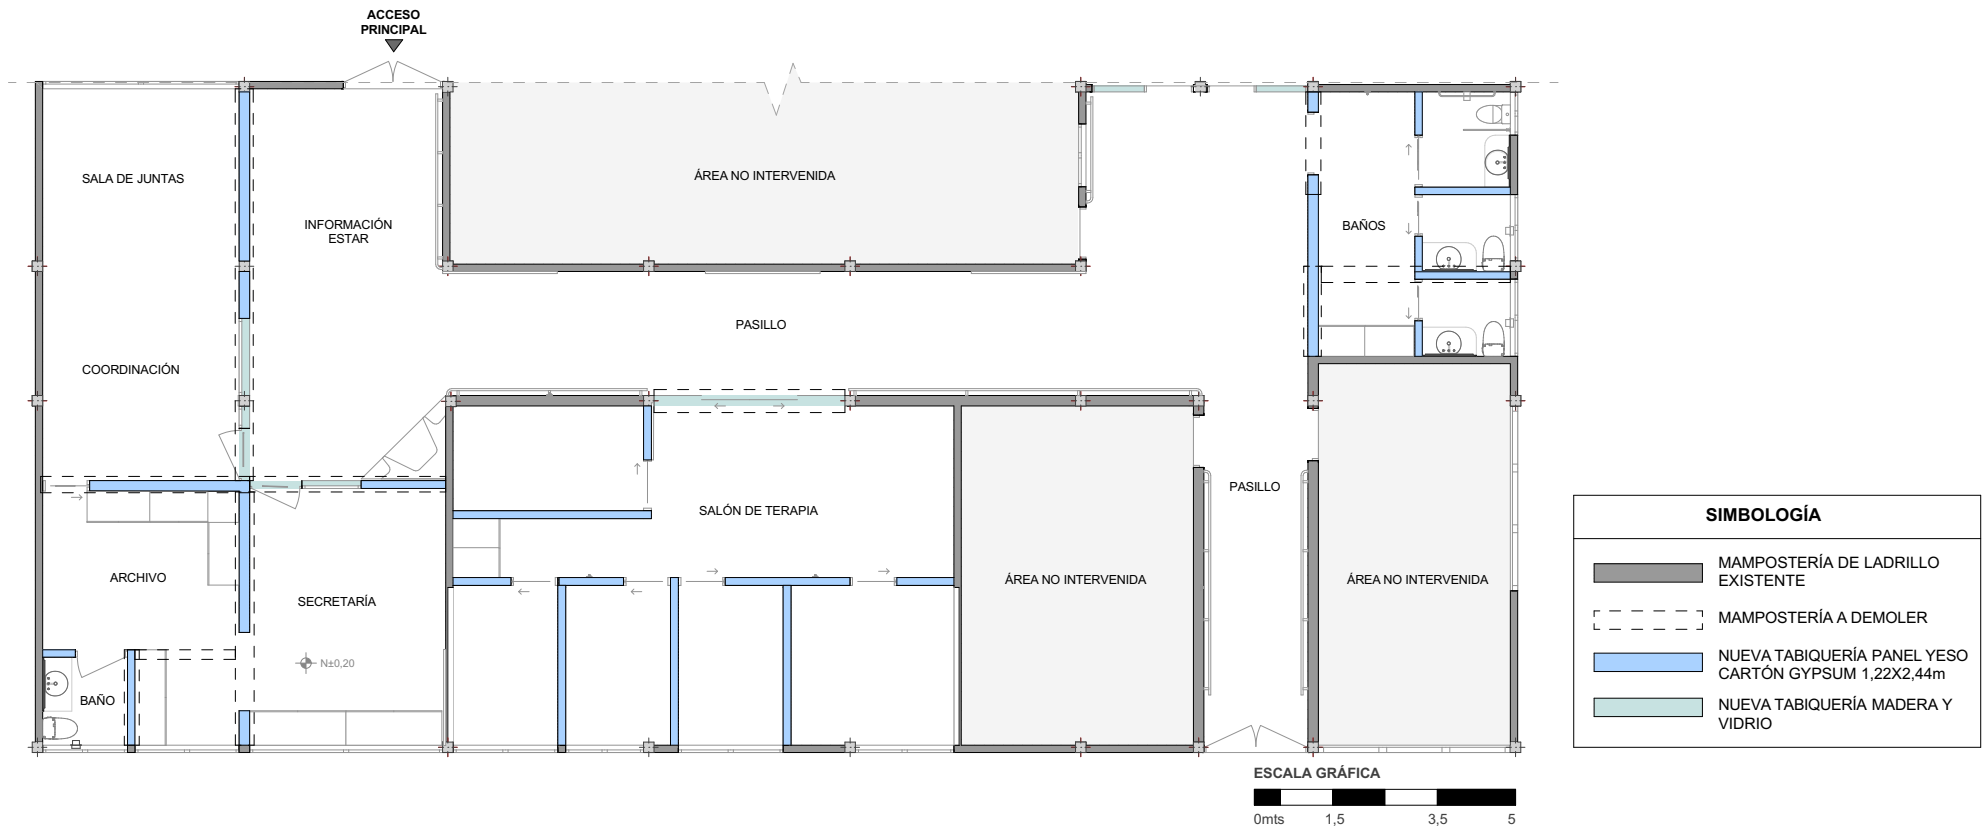 ACCESO
PRINCIPAL
SALA DE JUNTAS
ÁREA NO INTERVENIDA
INFORMACIÓN
ESTAR
BAÑOS
PASILLO
COORDINACIÓN
PASILLO
SALÓN DE TERAPIA
ARCHIVO
SECRETARÍA
ÁREA NO INTERVENIDA
ÁREA NO INTERVENIDA
N±0,20
BAÑO
SIMBOLOGÍA
MAMPOSTERÍA DE LADRILLO
EXISTENTE
MAMPOSTERÍA A DEMOLER
NUEVA TABIQUERÍA PANEL YESO
CARTÓN GYPSUM 1,22X2,44m
NUEVA TABIQUERÍA MADERA Y
VIDRIO
ESCALA GRÁFICA
0mts 1,5 3,5 5